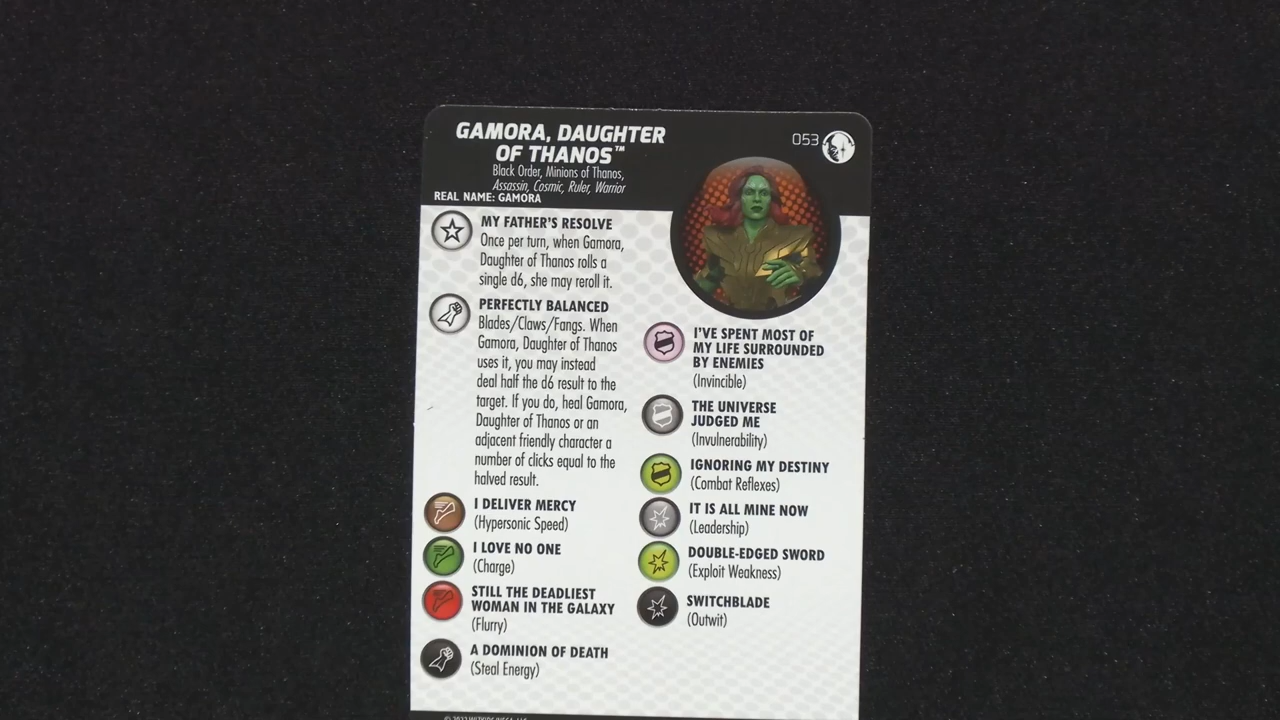 GAMORA, DAUGHTER
OF THANOS™
Black Order, Minions of Thanos,
Assassin, Cosmic, Ruler, Warrior
REAL NAME: GAMORA
053
MY FATHER'S RESOLVE
Once per turn, when Gamora,
Daughter of Thanos rolls a
single d6, she may reroll it.
PERFECTLY BALANCED
Blades/Claws/Fangs. When
Gamora, Daughter of Thanos
uses it, you may instead
deal half the d6 result to the
target. If you do, heal Gamora,
Daughter of Thanos or an
adjacent friendly character a
number of clicks equal to the
halved result.
I DELIVER MERCY
(Hypersonic Speed)
I LOVE NO ONE
(Charge)
STILL THE DEADLIEST
WOMAN IN THE GALAXY
(Flurry)
A DOMINION OF DEATH
(Steal Energy)
I'VE SPENT MOST OF
MY LIFE SURROUNDED
BY ENEMIES
(Invincible)
THE UNIVERSE
JUDGED ME
(Invulnerability)
IGNORING MY DESTINY
(Combat Reflexes)
IT IS ALL MINE NOW
(Leadership)
DOUBLE-EDGED SWORD
(Exploit Weakness)
SWITCHBLADE
(Outwit)